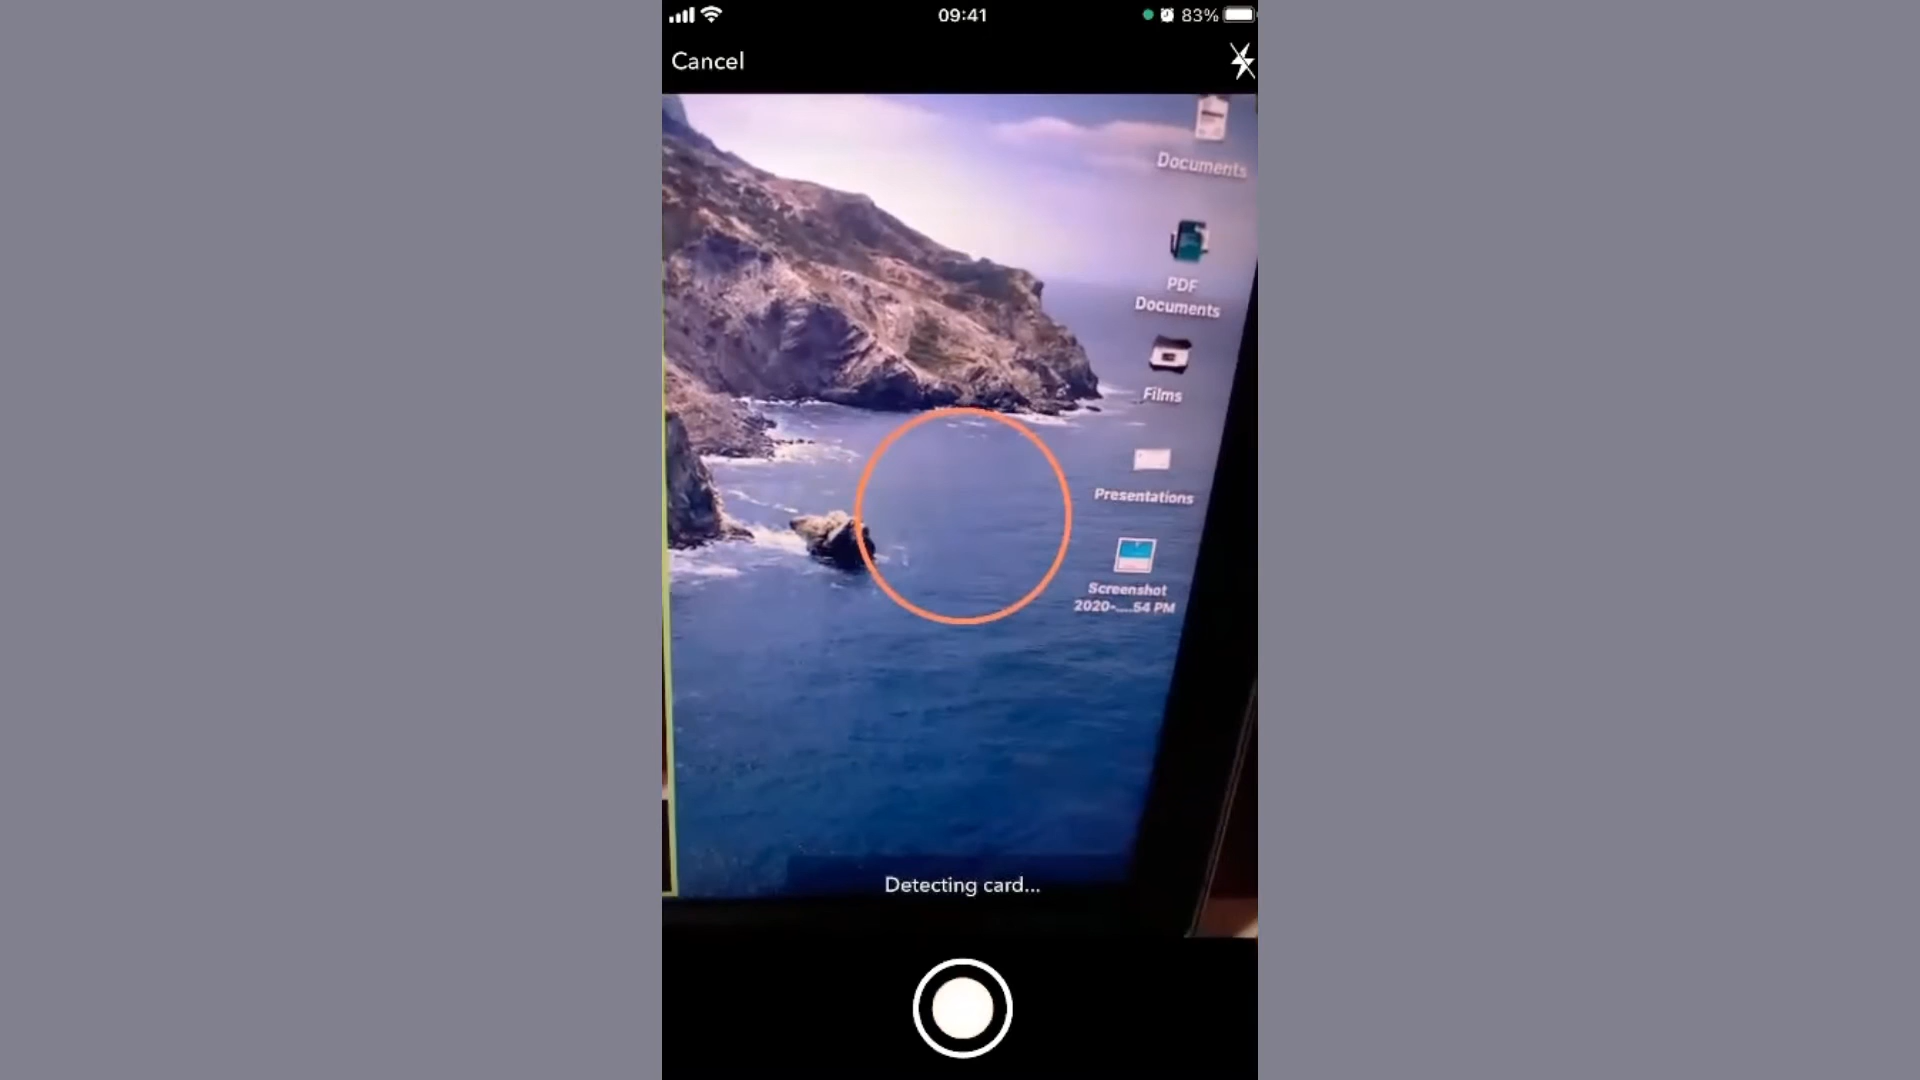 09:41
83%
Cancel
Documents
PDF
Documents
Films
Presentations
Screenshot
2020-....54 PM
Detecting card...